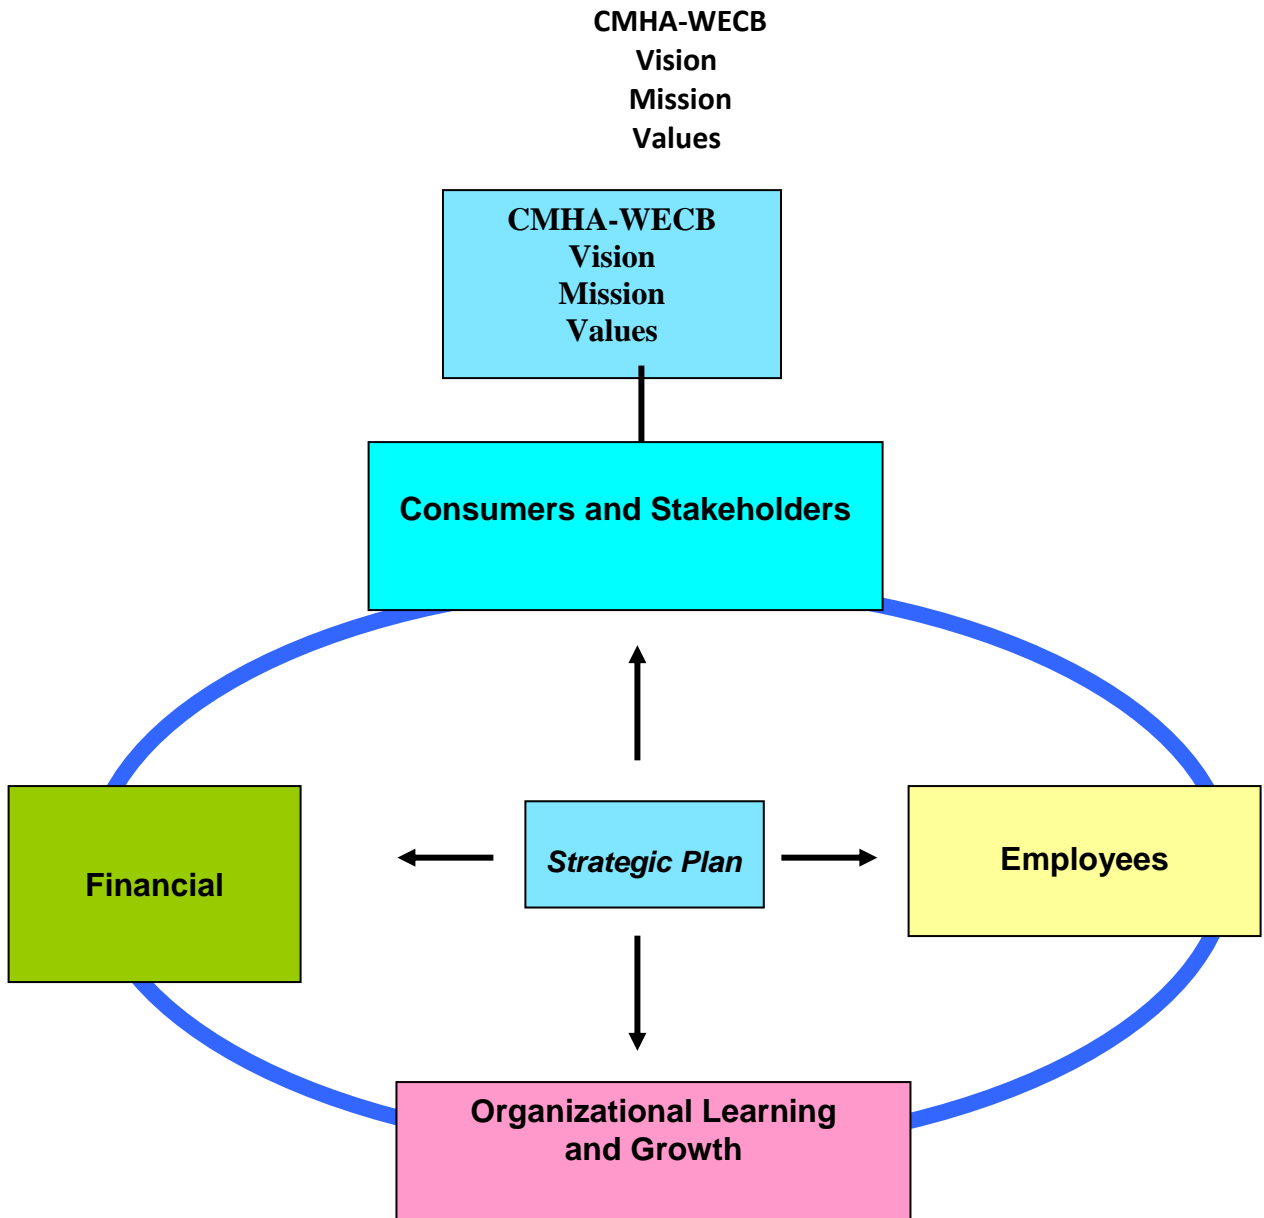 CMHA-WECB
Vision
Mission
Values
CMHA-WECB
Vision
Mission
Values
Consumers and Stakeholders
Financial
Strategic Plan
Employees
Organizational Learning
and Growth